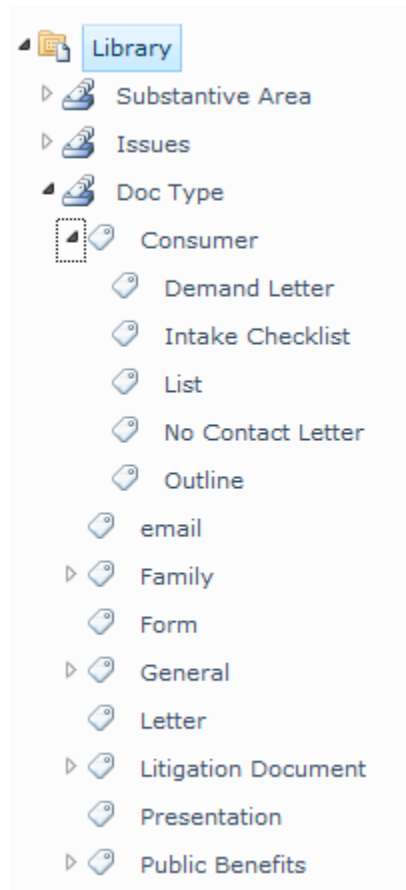 Library
Substantive Area
Issues
Doc Type
Consumer
Demand Letter
Intake Checklist
List
No Contact Letter
Outline
email
Family
Form
General
Letter
Litigation Document
Presentation
Public Benefits